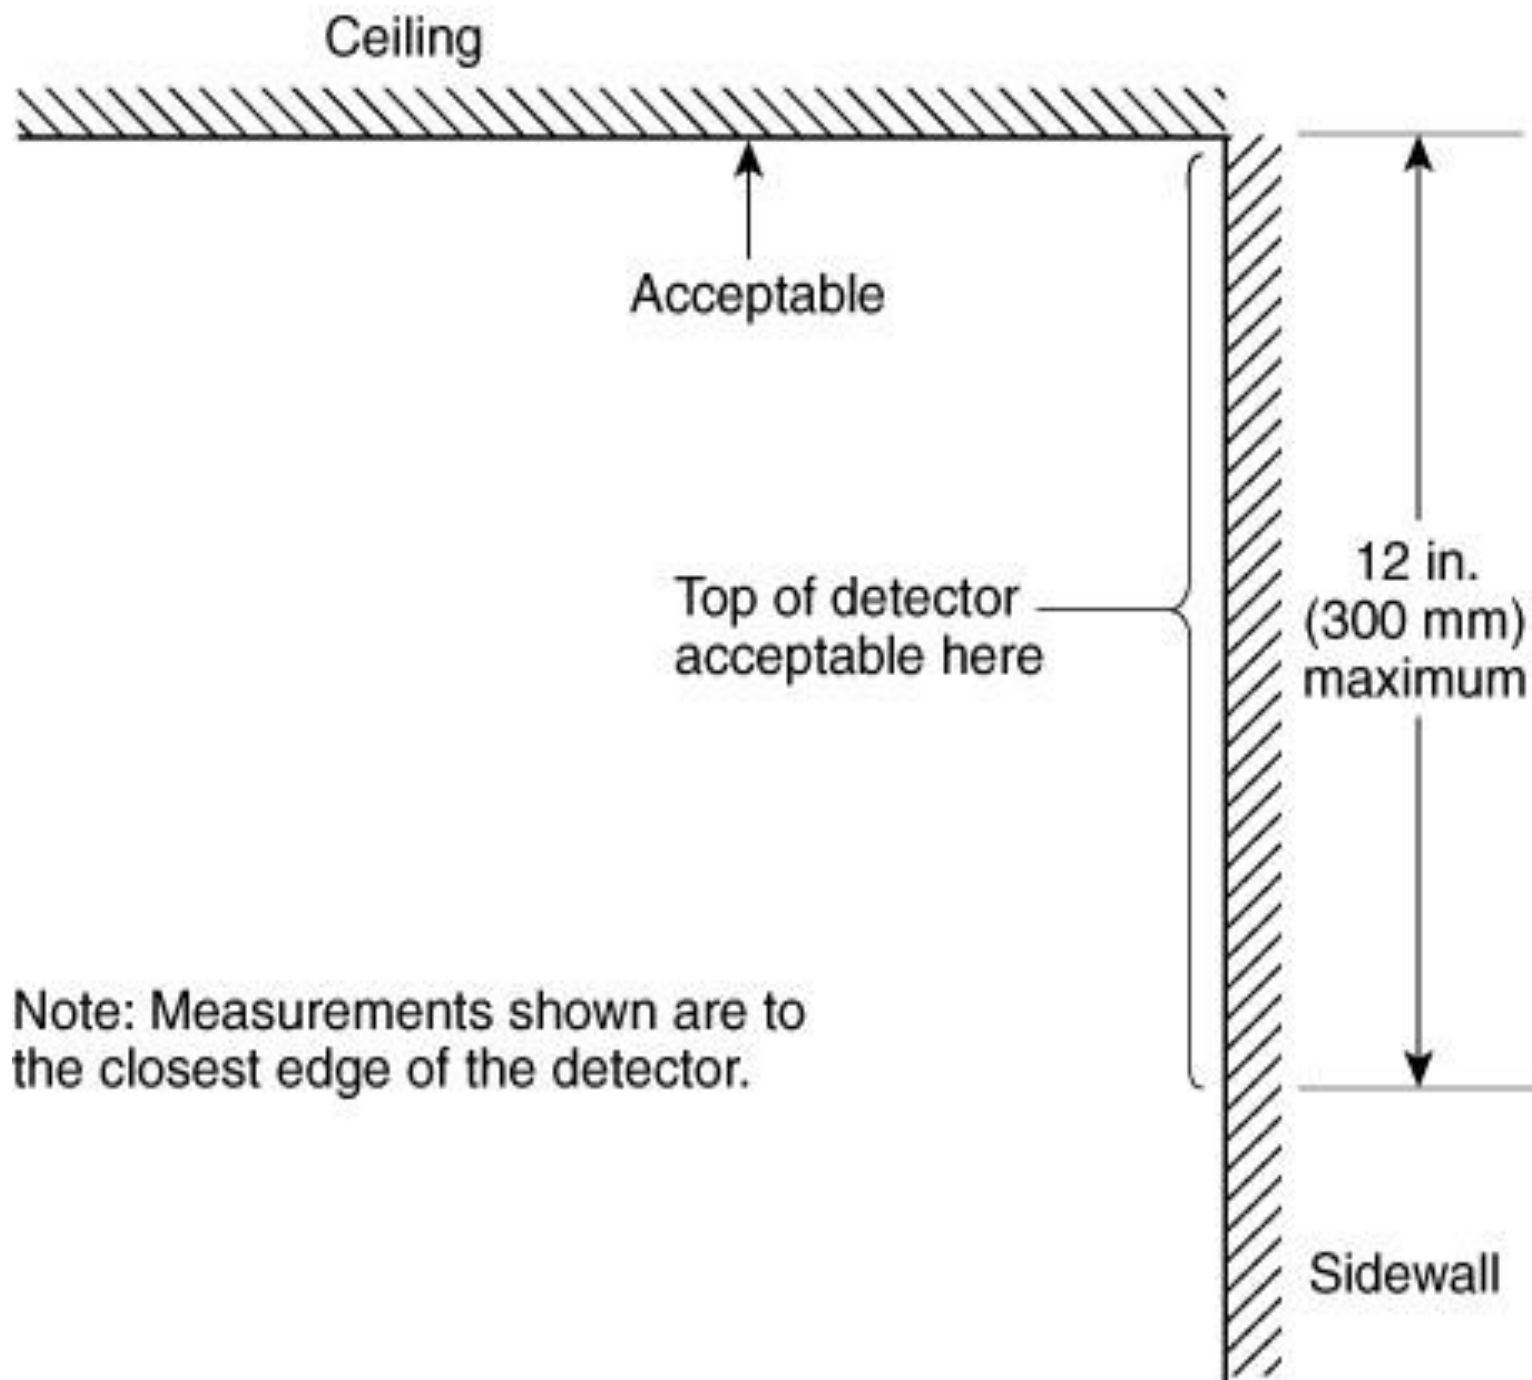 Ceiling
Acceptable
Top of detector
acceptable here
12 in.
(300 mm)
maximum
Note: Measurements shown are to
the closest edge of the detector.
Sidewall